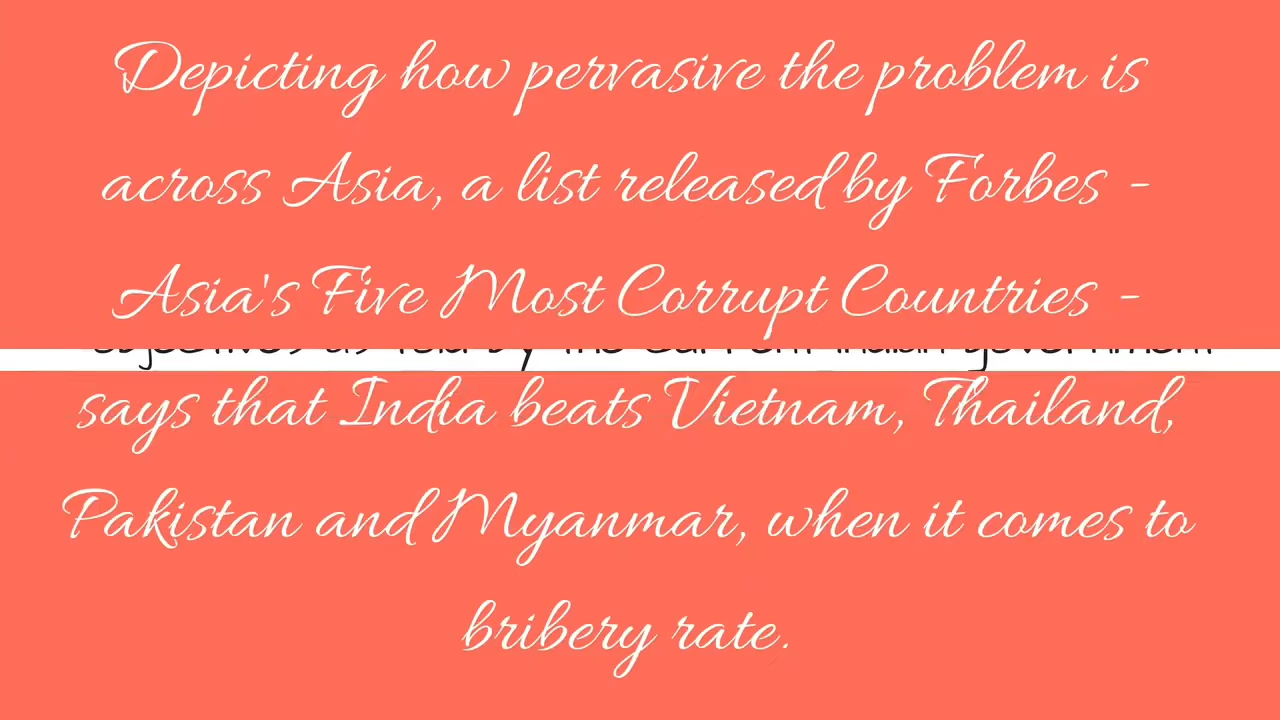 Depicting how pervasive the problem is
across Asia, a list released by Forbes -
Asia's Five Most Corrupt Countries -
says that India beats Vietnam, Thailand,
Pakistan and Myanmar, when it comes to
bribery rate.